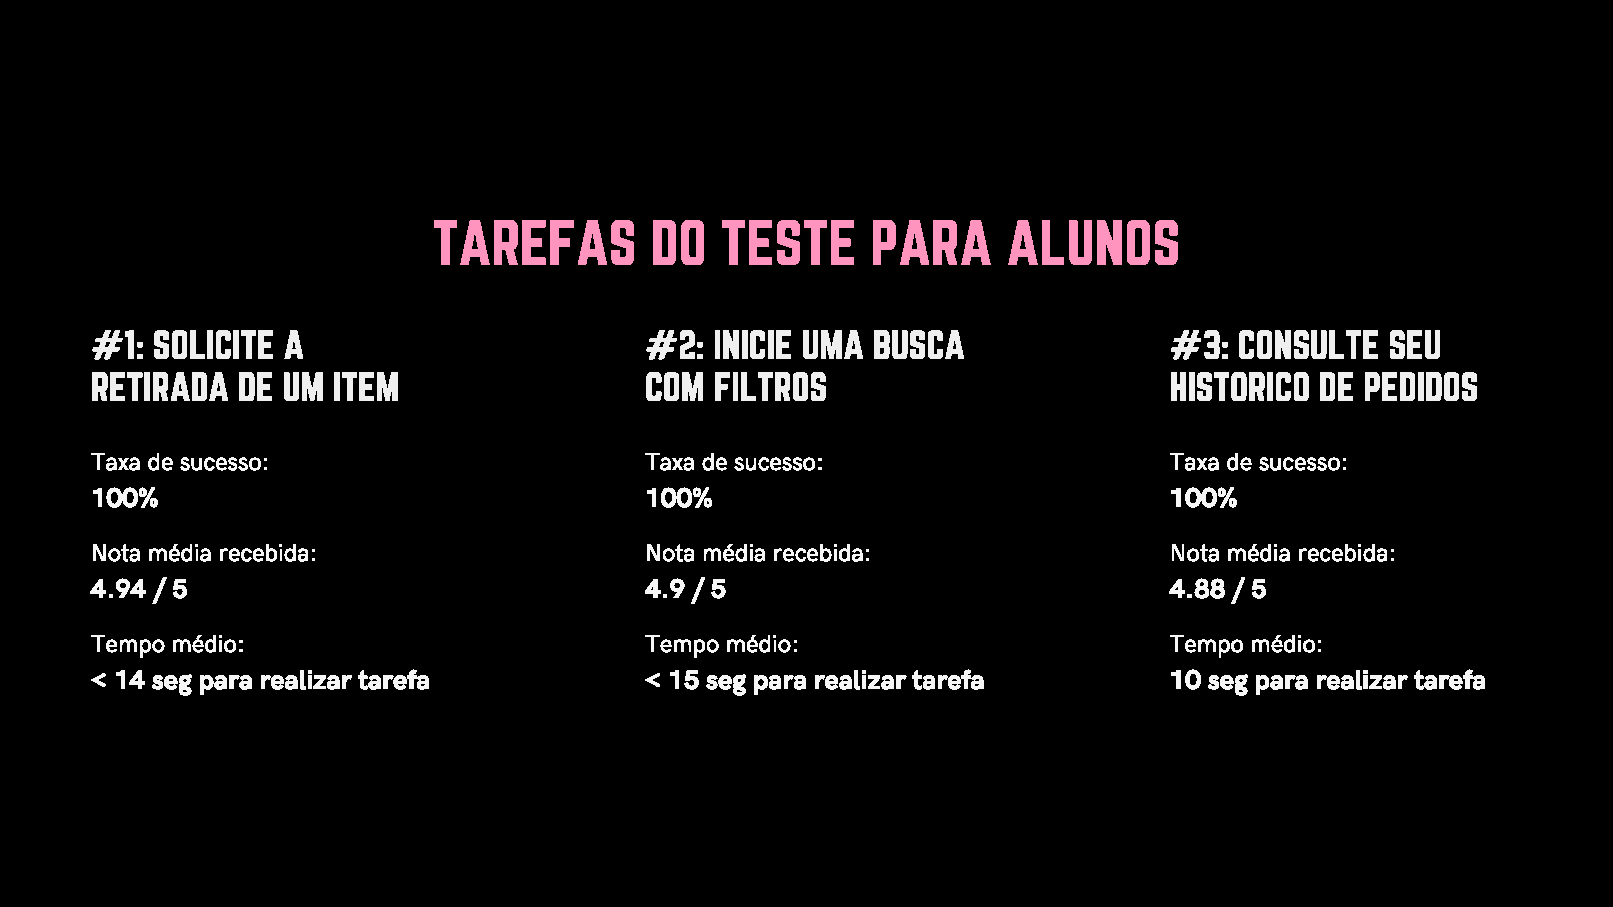 TAREFAS DO TESTE PARA ALUNOS
#1: SOLICITE A
RETIRADA DE UM ITEM
Taxa de sucesso:
100%
Nota média recebida:
4.94 / 5
Tempo médio:
< 14 seg para realizar tarefa
#2: INICIE UMA BUSCA
COM FILTROS
Taxa de sucesso:
100%
Nota média recebida:
4.9 / 5
Tempo médio:
< 15 seg para realizar tarefa
#3: CONSULTE SEU
HISTORICO DE PEDIDOS
Taxa de sucesso:
100%
Nota média recebida:
4.88 / 5
Tempo médio:
10 seg para realizar tarefa